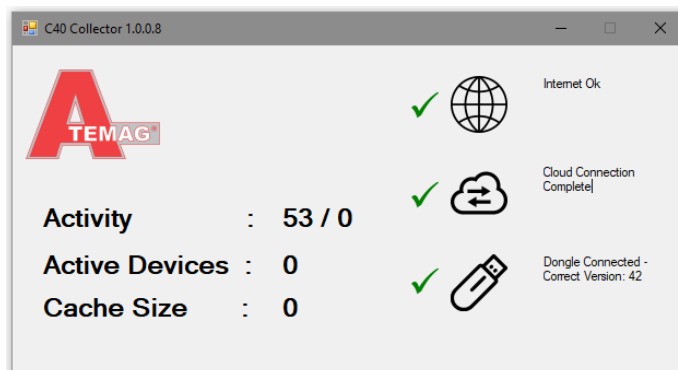 C40 Collector 1.0.0.8
ATEMAG®
Internet Ok
Cloud Connection
Complete
Activity : 53 / 0
Active Devices : 0
Cache Size : 0
Dongle Connected -
Correct Version: 42